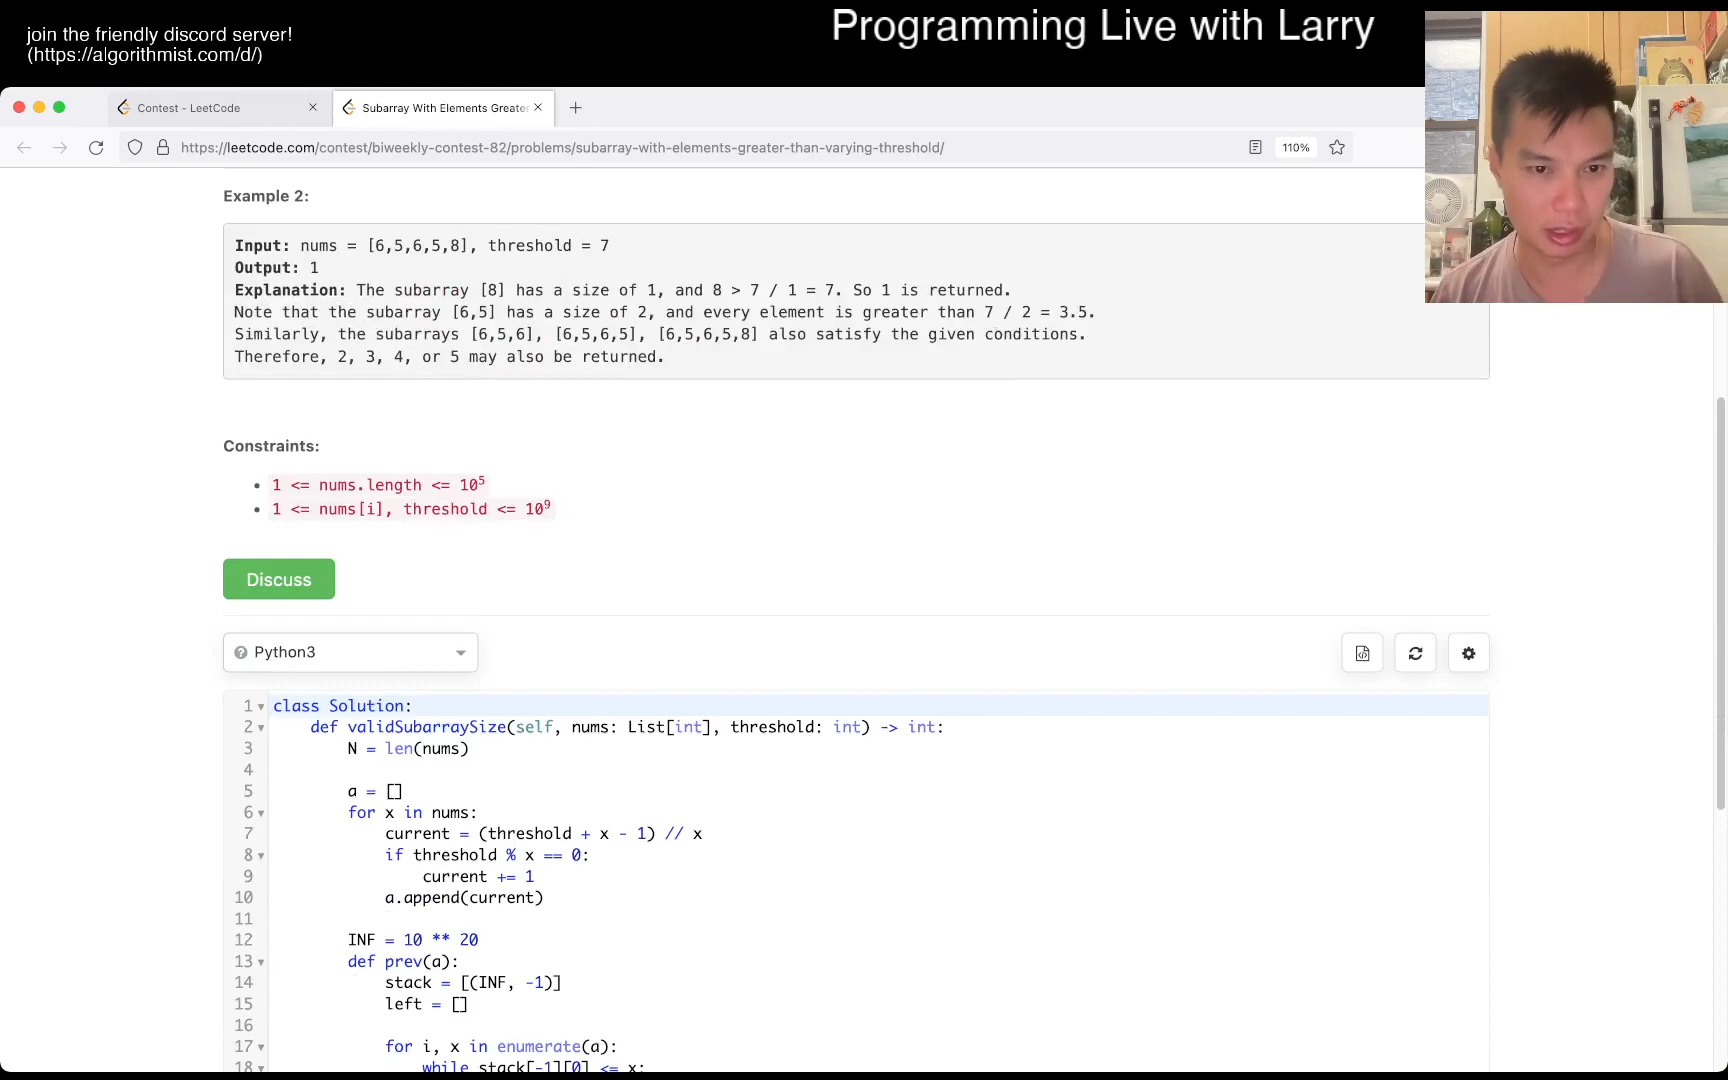 join the friendly discord server!
(https://algorithmist.com/d/)
Programming Live with Larry
Contest - LeetCode
Subarray With Elements Greater
https://leetcode.com/contest/biweekly-contest-82/problems/subarray-with-elements-greater-than-varying-threshold/
110%
Example 2:
Input: nums = [6,5,6,5,8], threshold = 7
Output: 1
Explanation: The subarray [8] has a size of 1, and 8 > 7 / 1 = 7. So 1 is returned.
Note that the subarray [6,5] has a size of 2, and every element is greater than 7 / 2 = 3.5.
Similarly, the subarrays [6,5,6], [6,5,6,5], [6,5,6,5,8] also satisfy the given conditions.
Therefore, 2, 3, 4, or 5 may also be returned.
Constraints:
1 <= nums.length <= 10⁵
1 <= nums[i], threshold <= 10⁹
Discuss
Python3
1 class Solution:
2 def validSubarraySize(self, nums: List[int], threshold: int) -> int:
3 N = len(nums)
4
5 a = []
6 for x in nums:
7 current = (threshold + x - 1) // x
8 if threshold % x == 0:
9 current += 1
10 a.append(current)
11
12 INF = 10 ** 20
13 def prev(a):
14 stack = [(INF, -1)]
15 left = []
16
17 for i, x in enumerate(a):
18 while stack[-1][0] <= x: